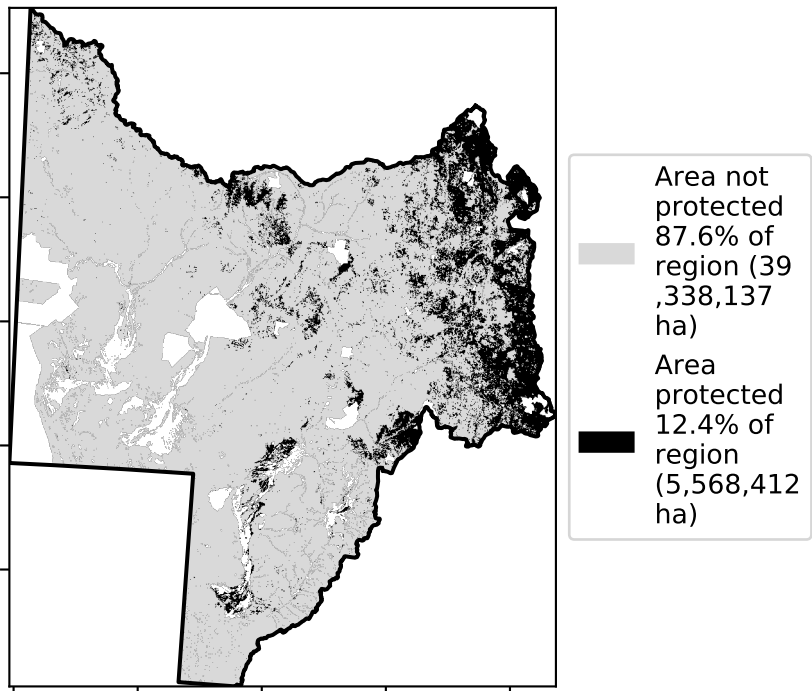 Area not
protected
87.6% of
region (39
,338,137
ha)
Area
protected
12.4% of
region
(5,568,412
ha)